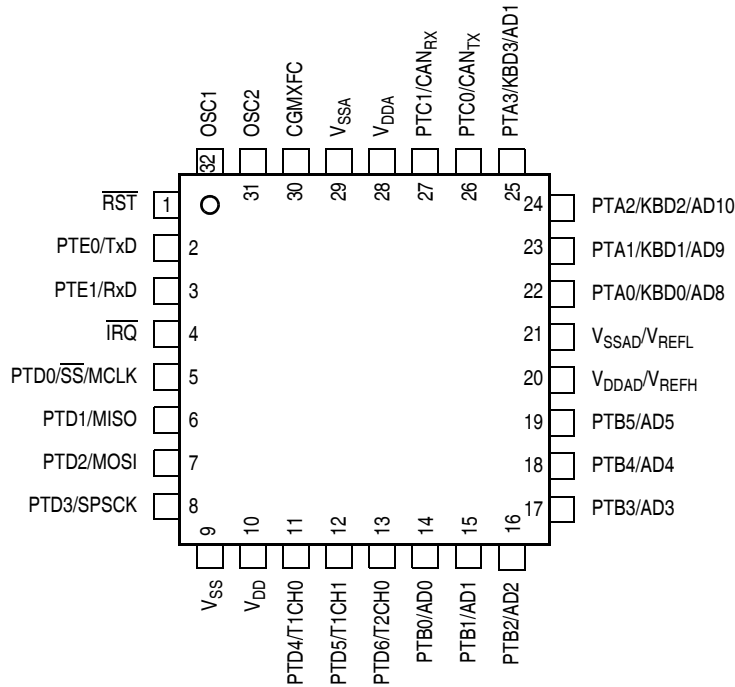 OSC1
OSC2
CGMXFC
VSSA
VDDA
PTC1/CANRX
PTC0/CANTX
PTA3/KBD3/AD1
32
31
30
29
28
27
26
25
RST
1
PTE0/TxD
2
PTE1/RxD
3
IRQ
4
PTD0/SS/MCLK
5
PTD1/MISO
6
PTD2/MOSI
7
PTD3/SPSCK
8
24
PTA2/KBD2/AD10
23
PTA1/KBD1/AD9
22
PTA0/KBD0/AD8
21
VSSAD/VREFL
20
VDDAD/VREFH
19
PTB5/AD5
18
PTB4/AD4
17
PTB3/AD3
9
10
11
12
13
14
15
16
VSS
VDD
PTD4/T1CH0
PTD5/T1CH1
PTD6/T2CH0
PTB0/AD0
PTB1/AD1
PTB2/AD2